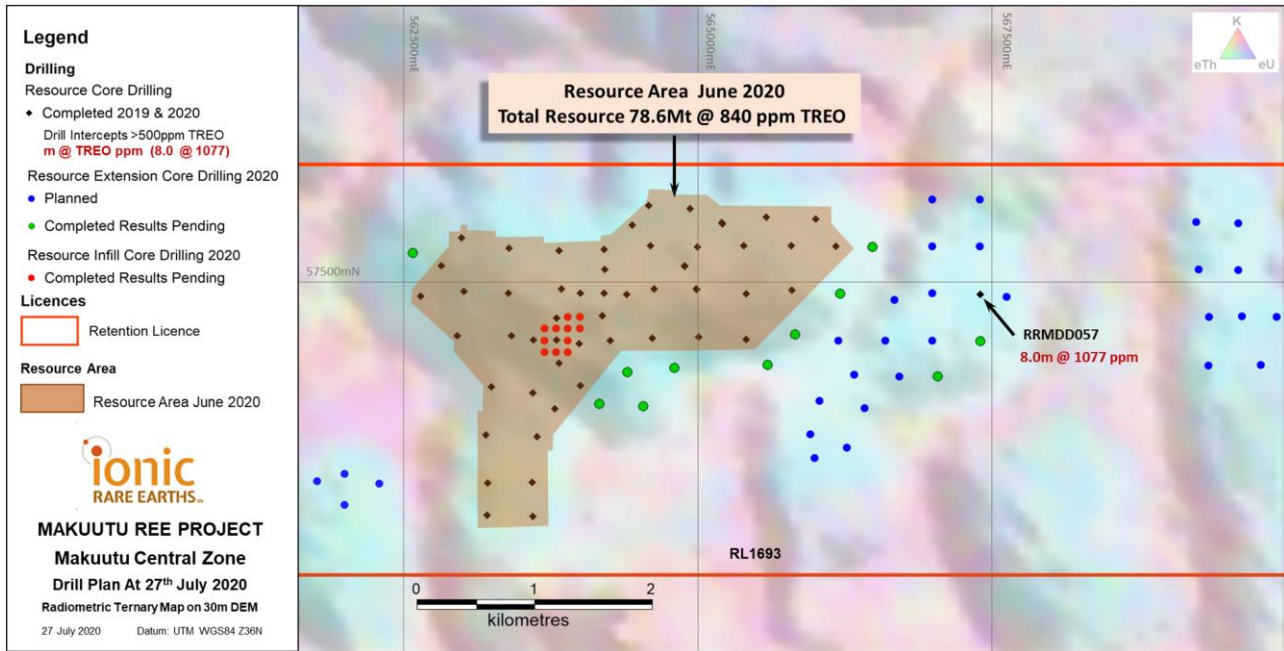 Legend
Drilling
Resource Core Drilling
Completed 2019 & 2020
Drill Intercepts >500ppm TREO
m @ TREO ppm (8.0 @ 1077)
Resource Extension Core Drilling 2020
Planned
Completed Results Pending
Resource Infill Core Drilling 2020
Completed Results Pending
Licences
Retention Licence
Resource Area
Resource Area June 2020
ionic
RARE EARTHS
MAKUUTU REE PROJECT
Makuutu Central Zone
Drill Plan At 27th July 2020
Radiometric Ternary Map on 30m DEM
27 July 2020 Datum: UTM WGS84 Z36N
562500mE
565000mE
567500mE
K
eTh eU
Resource Area June 2020
Total Resource 78.6Mt @ 840 ppm TREO
57500mN
RRMDD057
8.0m @ 1077 ppm
RL1693
0 1 2
kilometres